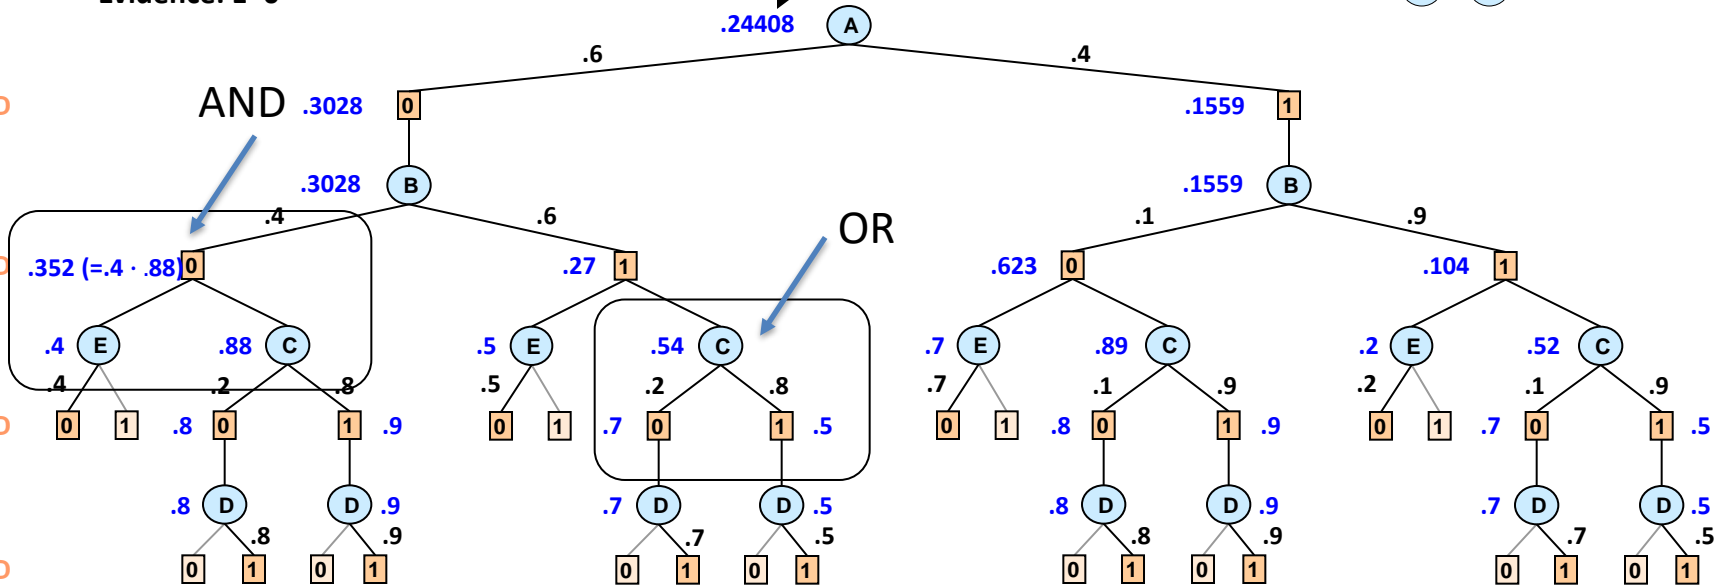 .24408 A
.6 .4
AND .3028 0 .1559 1
.3028 B .1559 B
.4 .6 OR .1 .9
.352 (=.4 · .88) 0 .27 1 .623 0 .104 1
.4 E .88 C .5 E .54 C .7 E .89 C .2 E .52 C
.4 .2 .8 .5 .2 .8 .7 .1 .9 .2 .1 .9
0 1 .8 0 1 .9 0 1 .7 0 1 .5 0 1 .8 0 1 .9 0 1 .7 0 1 .5
.8 D D .9 .7 D D .5 .8 D D .9 .7 D D .5
.8 .9 .7 .5 .8 .9 .7 .5
0 1 0 1 0 1 0 1 0 1 0 1 0 1 0 1